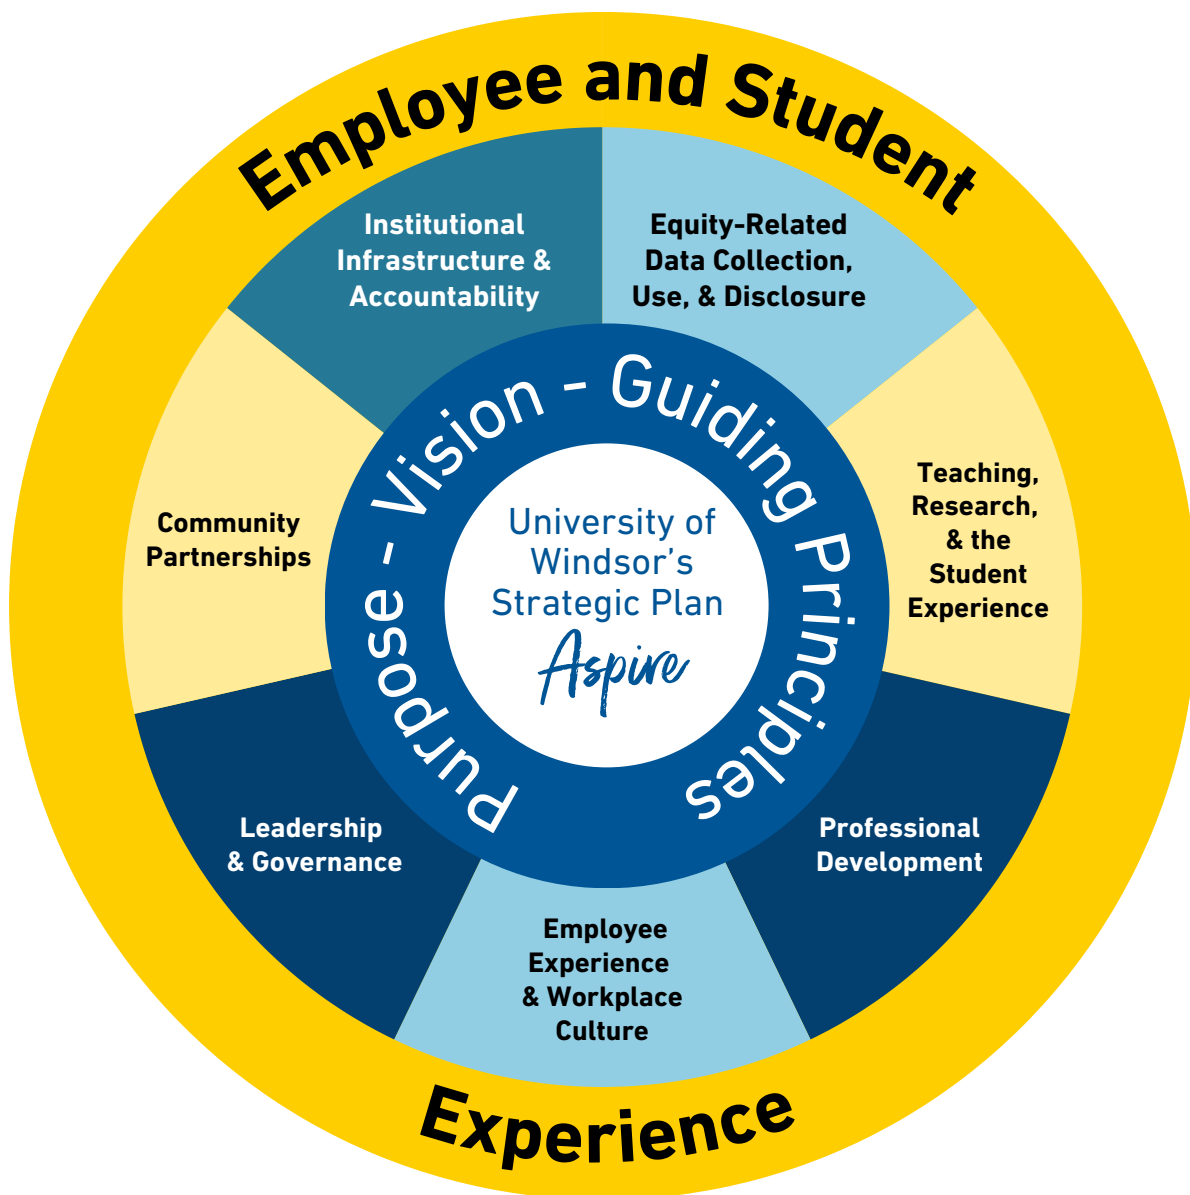 Employee and Student
Institutional
Infrastructure &
Accountability
Equity-Related
Data Collection,
Use, & Disclosure
Purpose - Vision - Guiding Principles
University of
Windsor's
Strategic Plan
Aspire
Teaching,
Research,
& the
Student
Experience
Community
Partnerships
Leadership
& Governance
Professional
Development
Employee
Experience
& Workplace
Culture
Experience